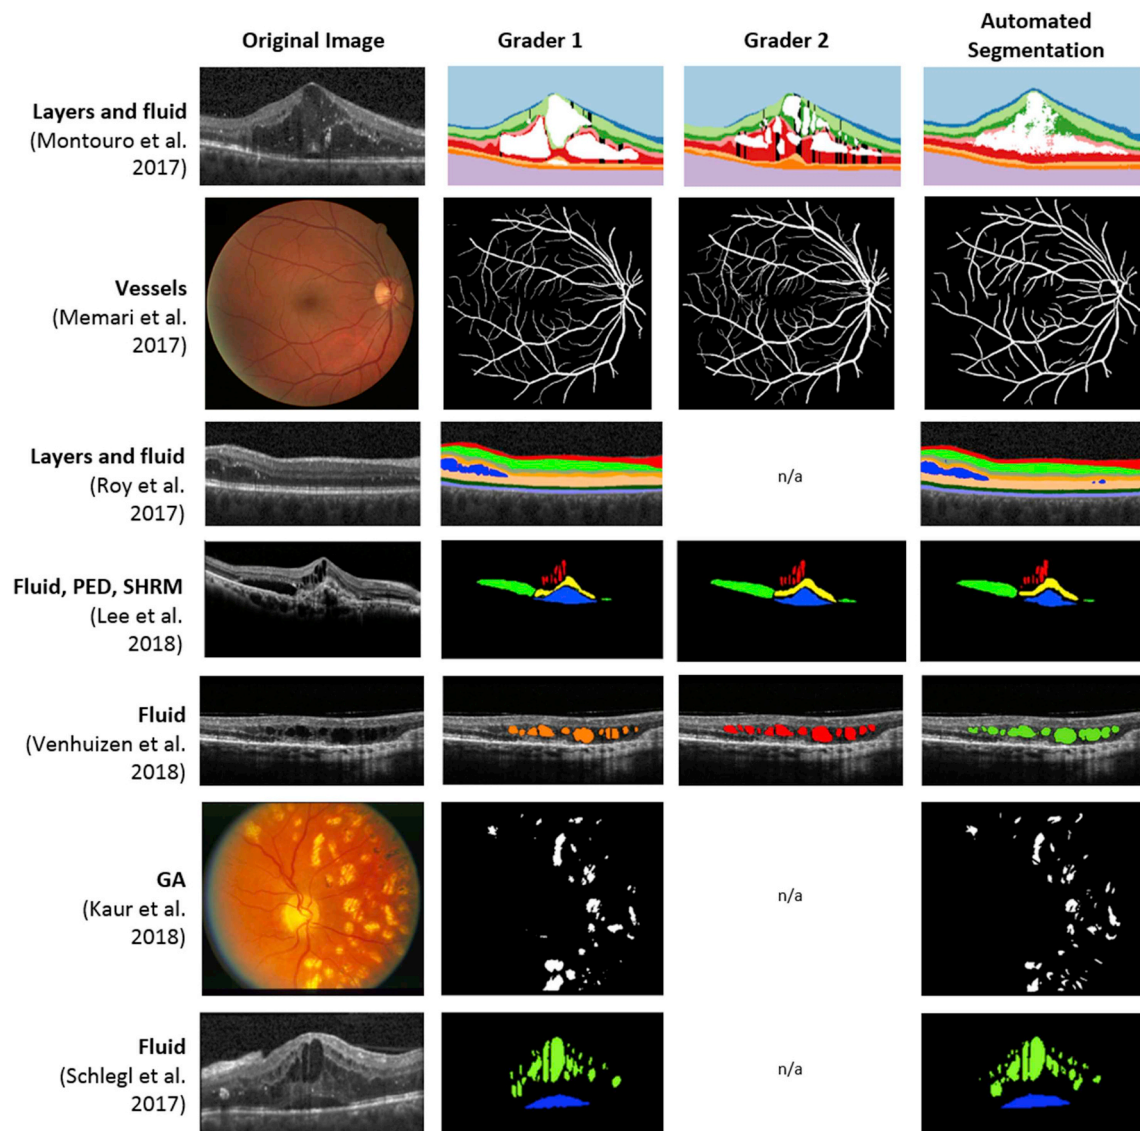 Original Image
Grader 1
Grader 2
Automated
Segmentation
Layers and fluid
(Montouro et al.
2017)
Vessels
(Memari et al.
2017)
Layers and fluid
(Roy et al.
2017)
n/a
Fluid, PED, SHRM
(Lee et al.
2018)
Fluid
(Venhuizen et al.
2018)
GA
(Kaur et al.
2018)
n/a
Fluid
(Schlegl et al.
2017)
n/a